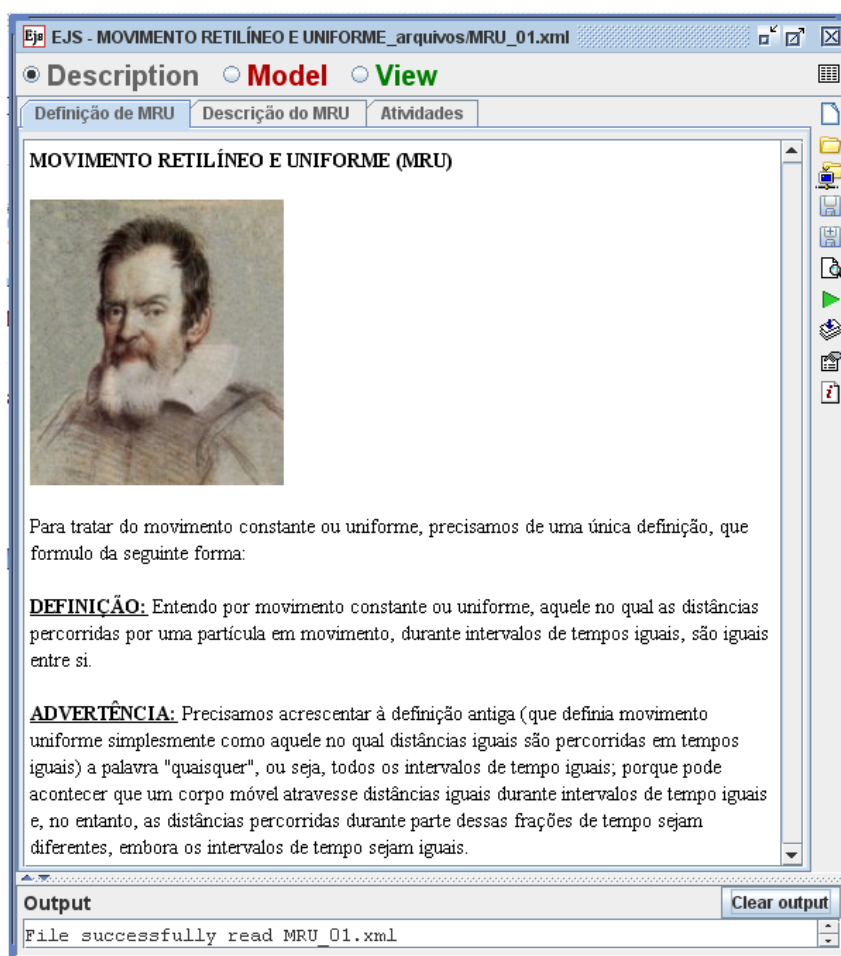 Ejs EJS - MOVIMENTO RETILÍNEO E UNIFORME_arquivos/MRU_01.xml
Description Model View
Definição de MRU Descrição do MRU Atividades
MOVIMENTO RETILÍNEO E UNIFORME (MRU)
Para tratar do movimento constante ou uniforme, precisamos de uma única definição, que
formulo da seguinte forma:
DEFINIÇÃO: Entendo por movimento constante ou uniforme, aquele no qual as distâncias
percorridas por uma partícula em movimento, durante intervalos de tempos iguais, são iguais
entre si.
ADVERTÊNCIA: Precisamos acrescentar à definição antiga (que definia movimento
uniforme simplesmente como aquele no qual distâncias iguais são percorridas em tempos
iguais) a palavra "quaisquer", ou seja, todos os intervalos de tempo iguais; porque pode
acontecer que um corpo móvel atravesse distâncias iguais durante intervalos de tempo iguais
e, no entanto, as distâncias percorridas durante parte dessas frações de tempo sejam
diferentes, embora os intervalos de tempo sejam iguais.
Output Clear output
File successfully read MRU_01.xml